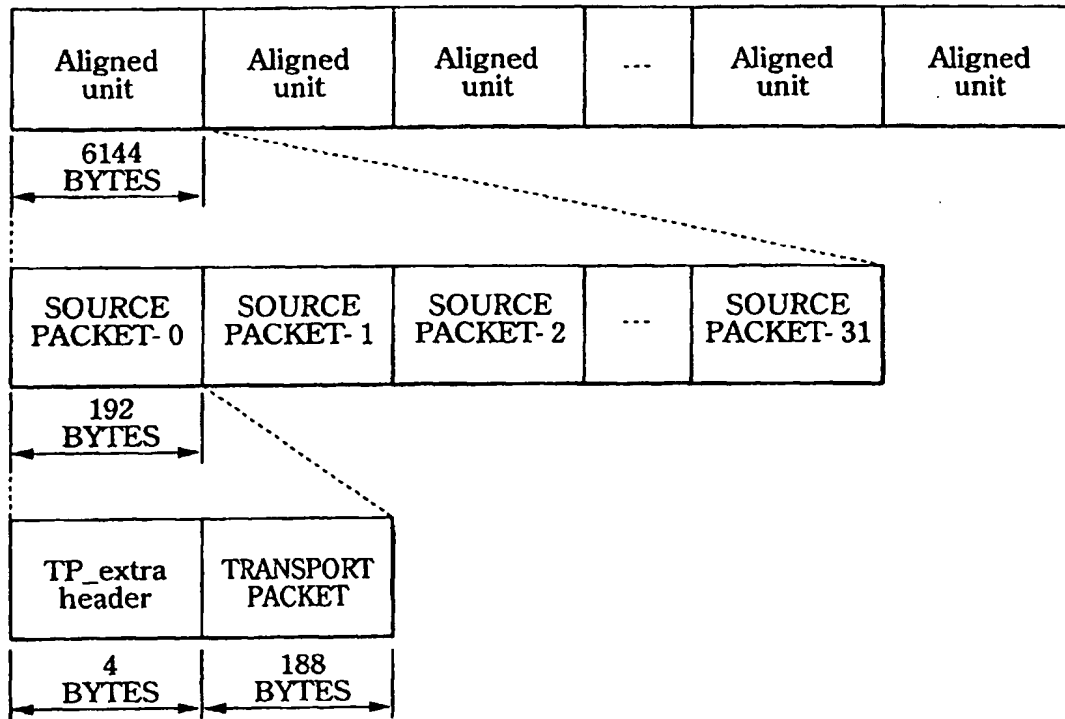 Aligned unit
Aligned unit
Aligned unit
---
Aligned unit
Aligned unit
6144 BYTES
SOURCE PACKET- 0
SOURCE PACKET- 1
SOURCE PACKET- 2
---
SOURCE PACKET- 31
192 BYTES
TP_extra header
TRANSPORT PACKET
4 BYTES
188 BYTES